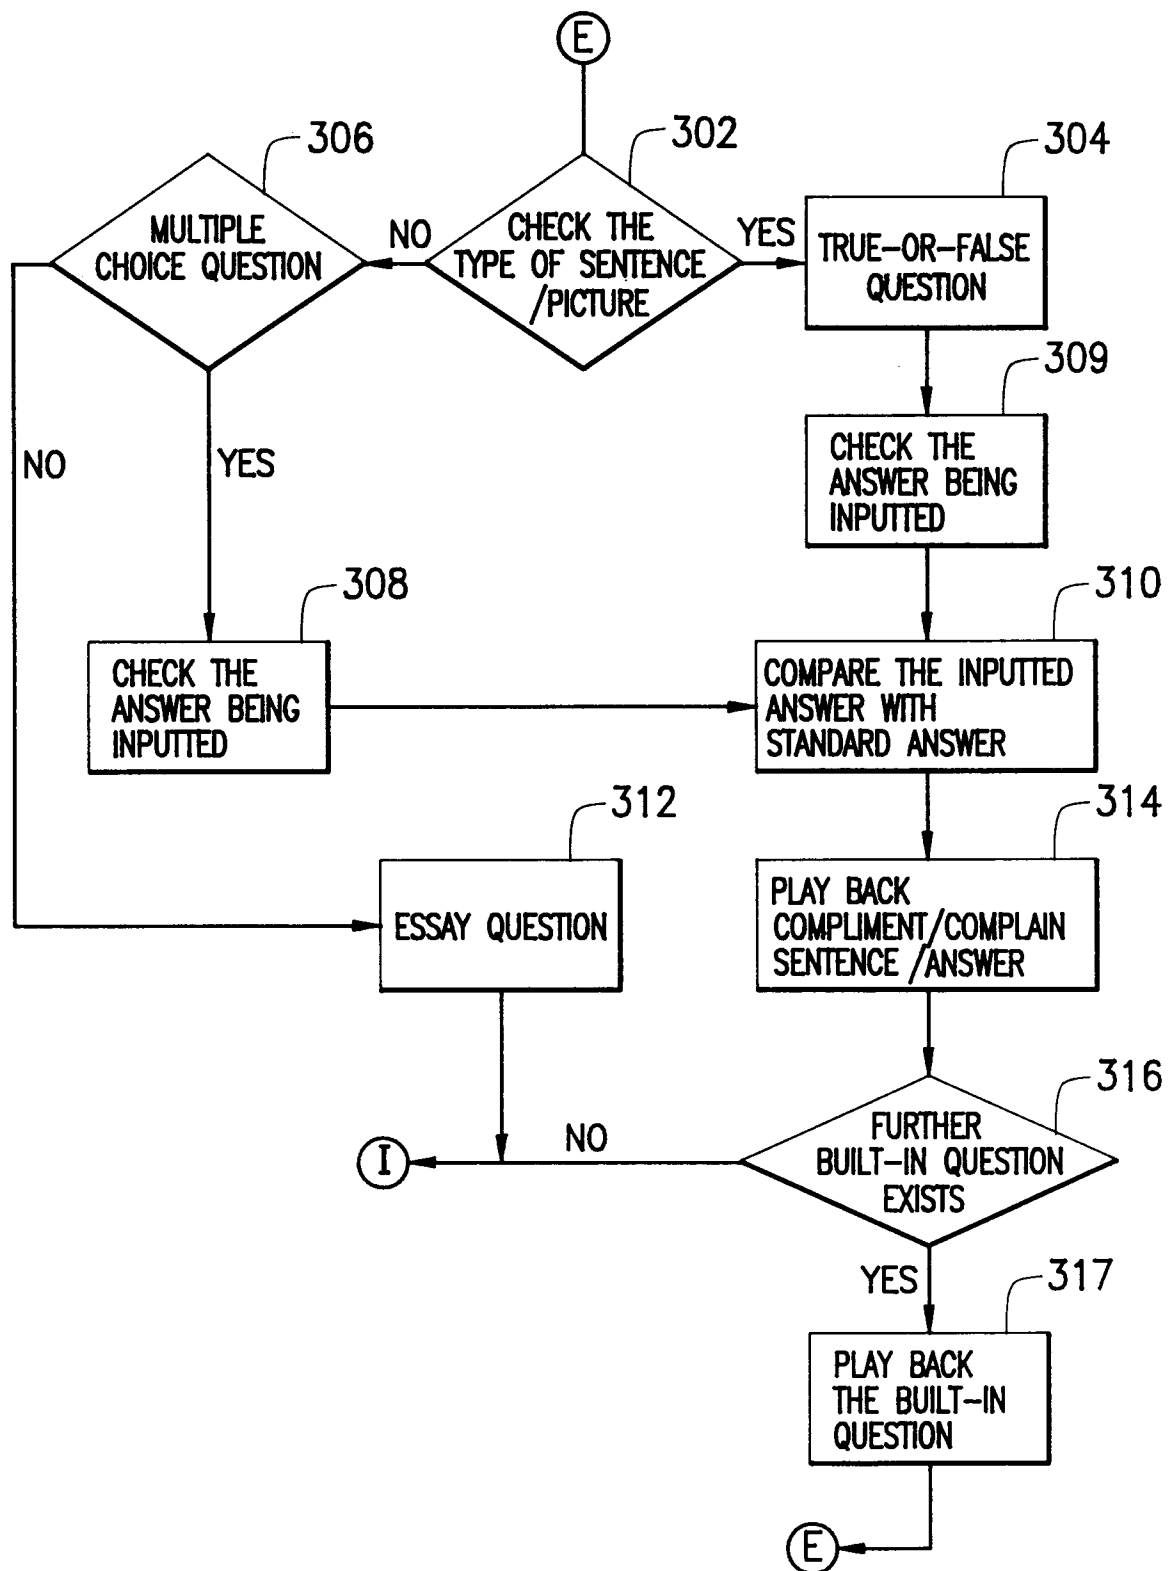 E
306
302
304
MULTIPLE
CHOICE QUESTION
NO
CHECK THE
TYPE OF SENTENCE
/PICTURE
YES
TRUE-OR-FALSE
QUESTION
309
NO
YES
CHECK THE
ANSWER BEING
INPUTTED
308
310
CHECK THE
ANSWER BEING
INPUTTED
COMPARE THE INPUTTED
ANSWER WITH
STANDARD ANSWER
312
314
ESSAY QUESTION
PLAY BACK
COMPLIMENT/COMPLAIN
SENTENCE/ANSWER
316
I
NO
FURTHER
BUILT-IN QUESTION
EXISTS
YES
317
PLAY BACK
THE BUILT-IN
QUESTION
E